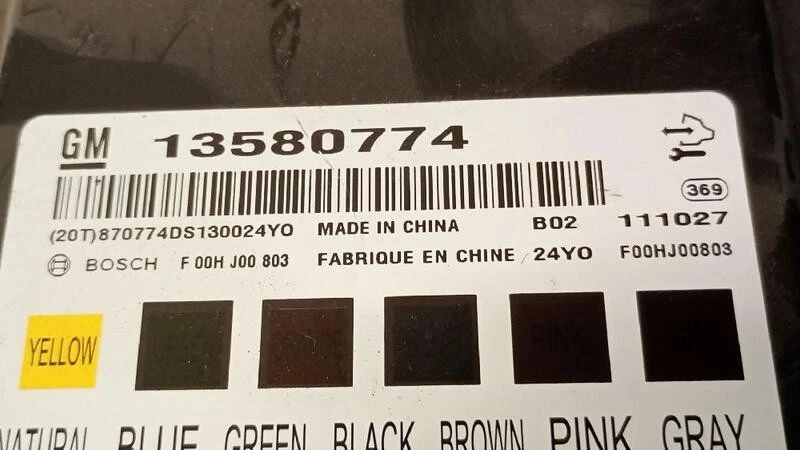 GM 13580774
369
(20T)870774DS130024YO MADE IN CHINA B02 111027
BOSCH F 00H J00 803 FABRIQUE EN CHINE 24YO F00HJ00803
YELLOW PINK
NATURAL BLUE GREEN BLACK BROWN PINK GRAY